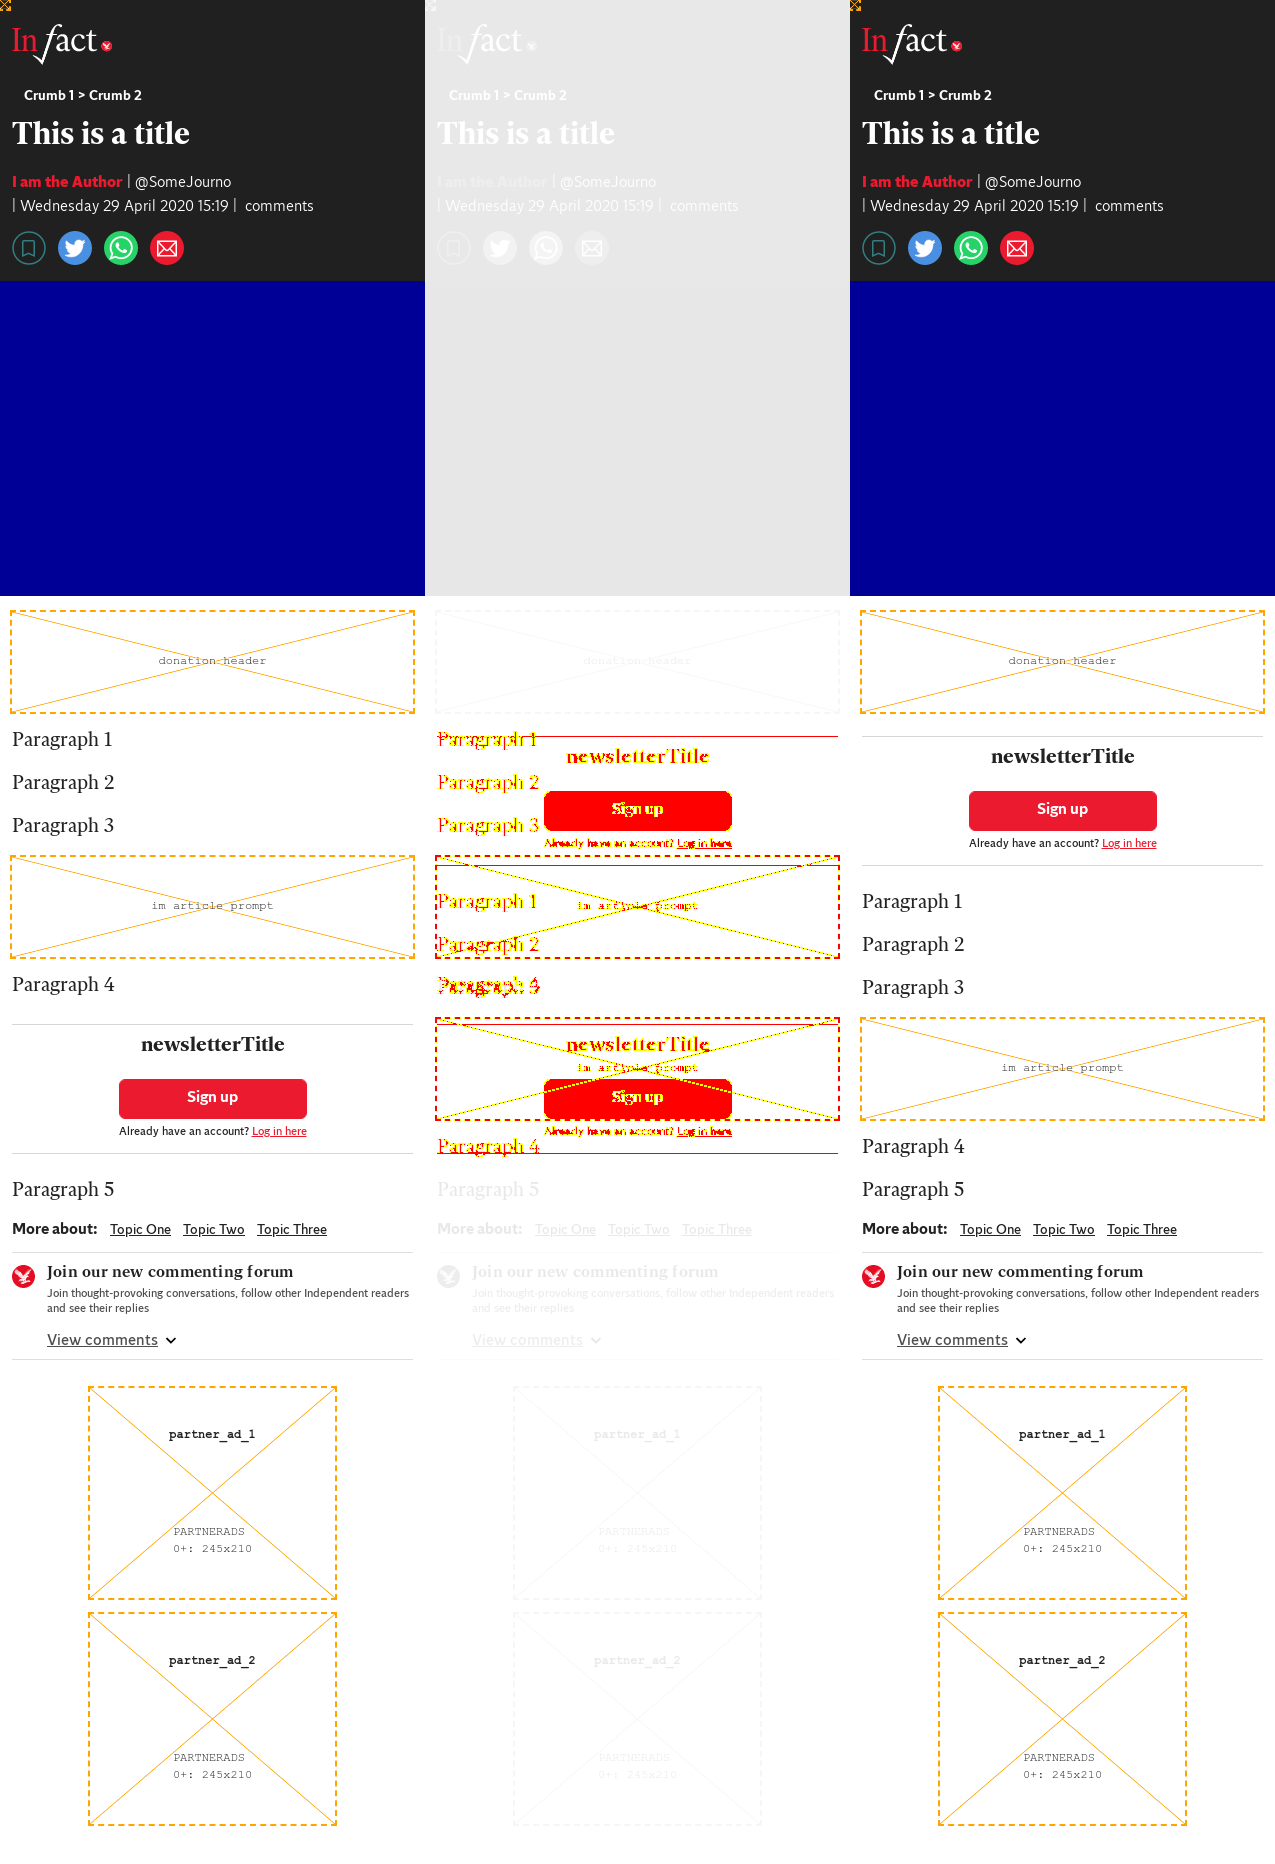 In fact
Crumb 1 > Crumb 2
This is a title
I am the Author | @SomeJourno
| Wednesday 29 April 2020 15:19 | comments
donation header
Paragraph 1
Paragraph 2
Paragraph 3
im article prompt
Paragraph 4
newsletterTitle
Sign up
Already have an account? Log in here
Paragraph 5
More about: Topic One Topic Two Topic Three
Join our new commenting forum
Join thought-provoking conversations, follow other Independent readers
and see their replies
View comments
partner_ad_1
PARTNERADS
0+: 245x210
partner_ad_2
PARTNERADS
0+: 245x210
In fact
Crumb 1 > Crumb 2
This is a title
I am the Author | @SomeJourno
| Wednesday 29 April 2020 15:19 | comments
donation header
Paragraph 1
newsletterTitle
Paragraph 2
Sign up
Paragraph 3
Already have an account? Log in here
Paragraph 1
im article prompt
Paragraph 2
newsletterTitle
im article prompt
Sign up
Already have an account? Log in here
Paragraph 4
Paragraph 5
More about: Topic One Topic Two Topic Three
Join our new commenting forum
Join thought-provoking conversations, follow other Independent readers
and see their replies
View comments
partner_ad_1
PARTNERADS
0+: 245x210
partner_ad_2
PARTNERADS
0+: 245x210
In fact
Crumb 1 > Crumb 2
This is a title
I am the Author | @SomeJourno
| Wednesday 29 April 2020 15:19 | comments
donation header
newsletterTitle
Sign up
Already have an account? Log in here
Paragraph 1
Paragraph 2
Paragraph 3
im article prompt
Paragraph 4
Paragraph 5
More about: Topic One Topic Two Topic Three
Join our new commenting forum
Join thought-provoking conversations, follow other Independent readers
and see their replies
View comments
partner_ad_1
PARTNERADS
0+: 245x210
partner_ad_2
PARTNERADS
0+: 245x210